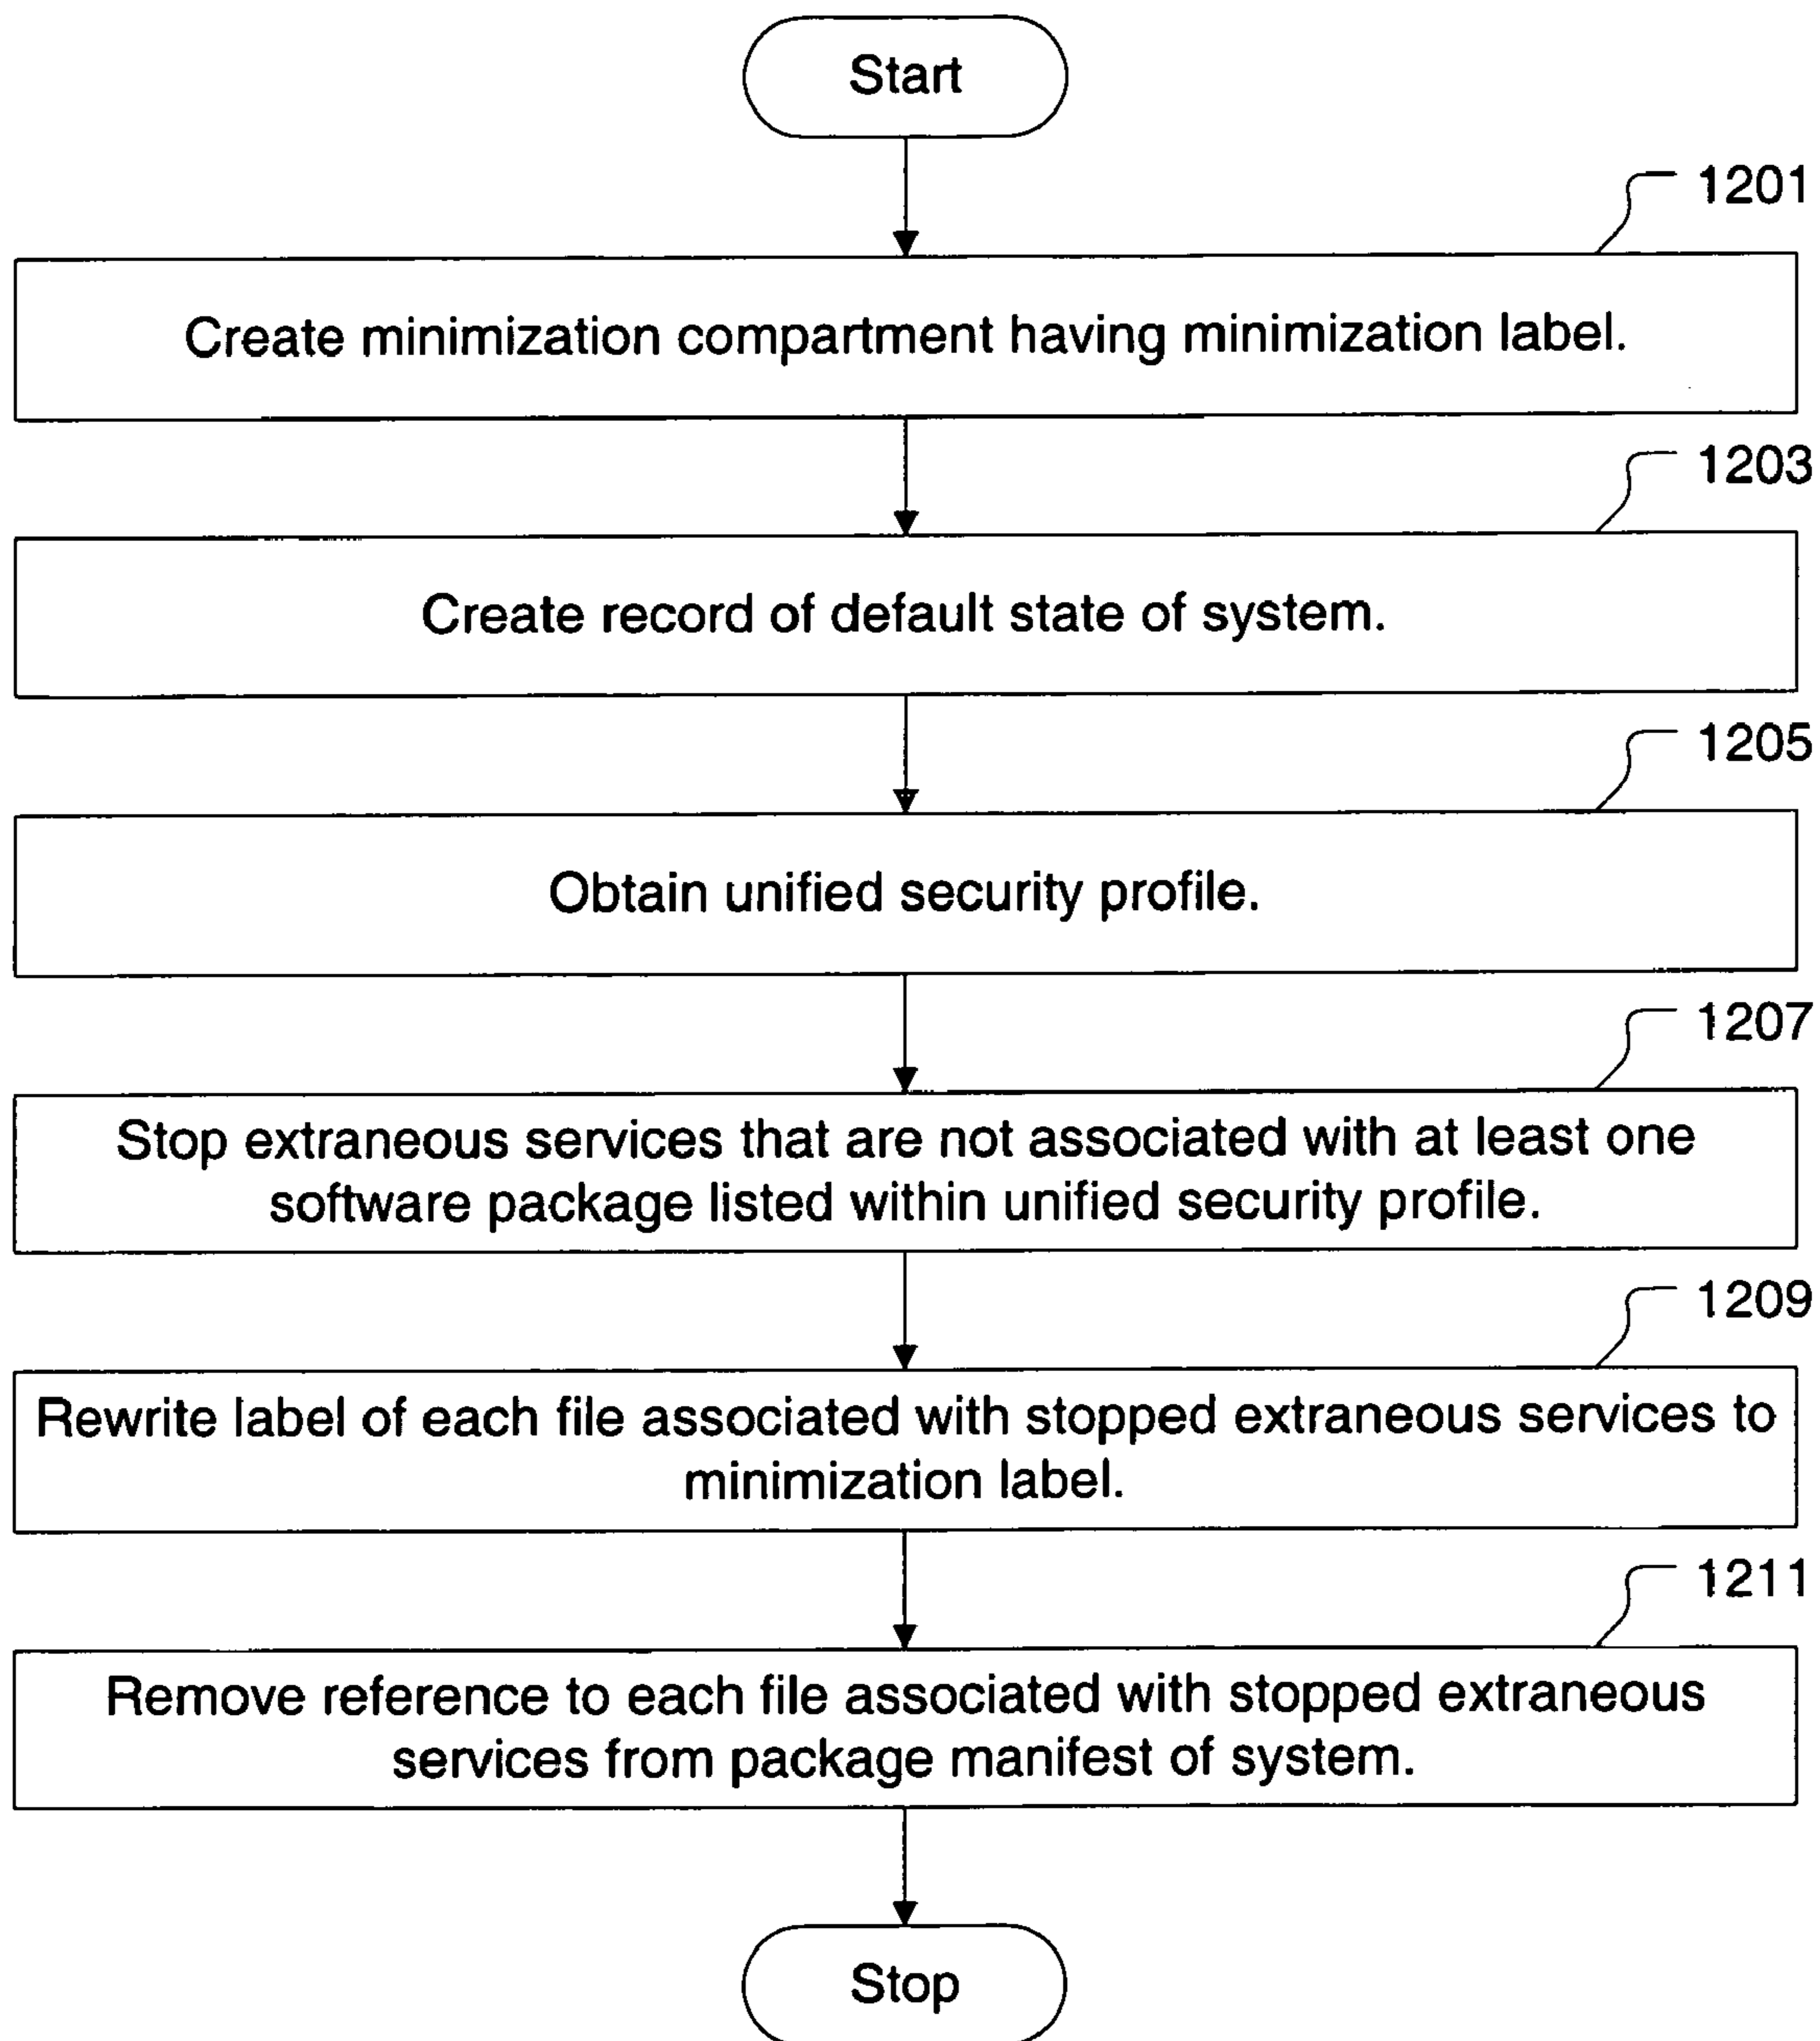 Start
1201
Create minimization compartment having minimization label.
1203
Create record of default state of system.
1205
Obtain unified security profile.
1207
Stop extraneous services that are not associated with at least one
software package listed within unified security profile.
1209
Rewrite label of each file associated with stopped extraneous services to
minimization label.
1211
Remove reference to each file associated with stopped extraneous
services from package manifest of system.
Stop